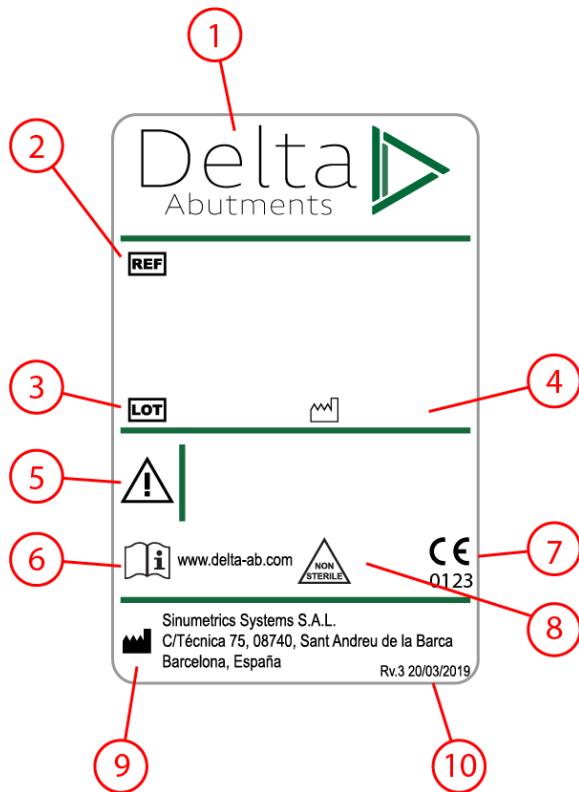 1
Delta
Abutments
2
REF
3
LOT
4
5
!
6
i www.delta-ab.com
NON
STERILE
CE
0123
7
8
Sinumetrics Systems S.A.L.
C/Técnica 75, 08740, Sant Andreu de la Barca
Barcelona, España
Rv.3 20/03/2019
9
10